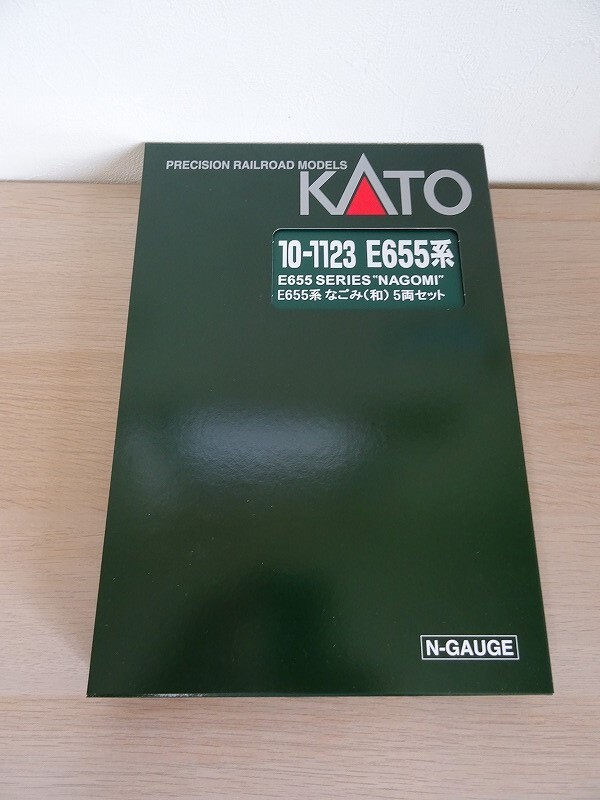 PRECISION RAILROAD MODELS
KATO
10-1123 E655系
E655 SERIES "NAGOMI"
E655系 なごみ(和) 5両セット
N-GAUGE